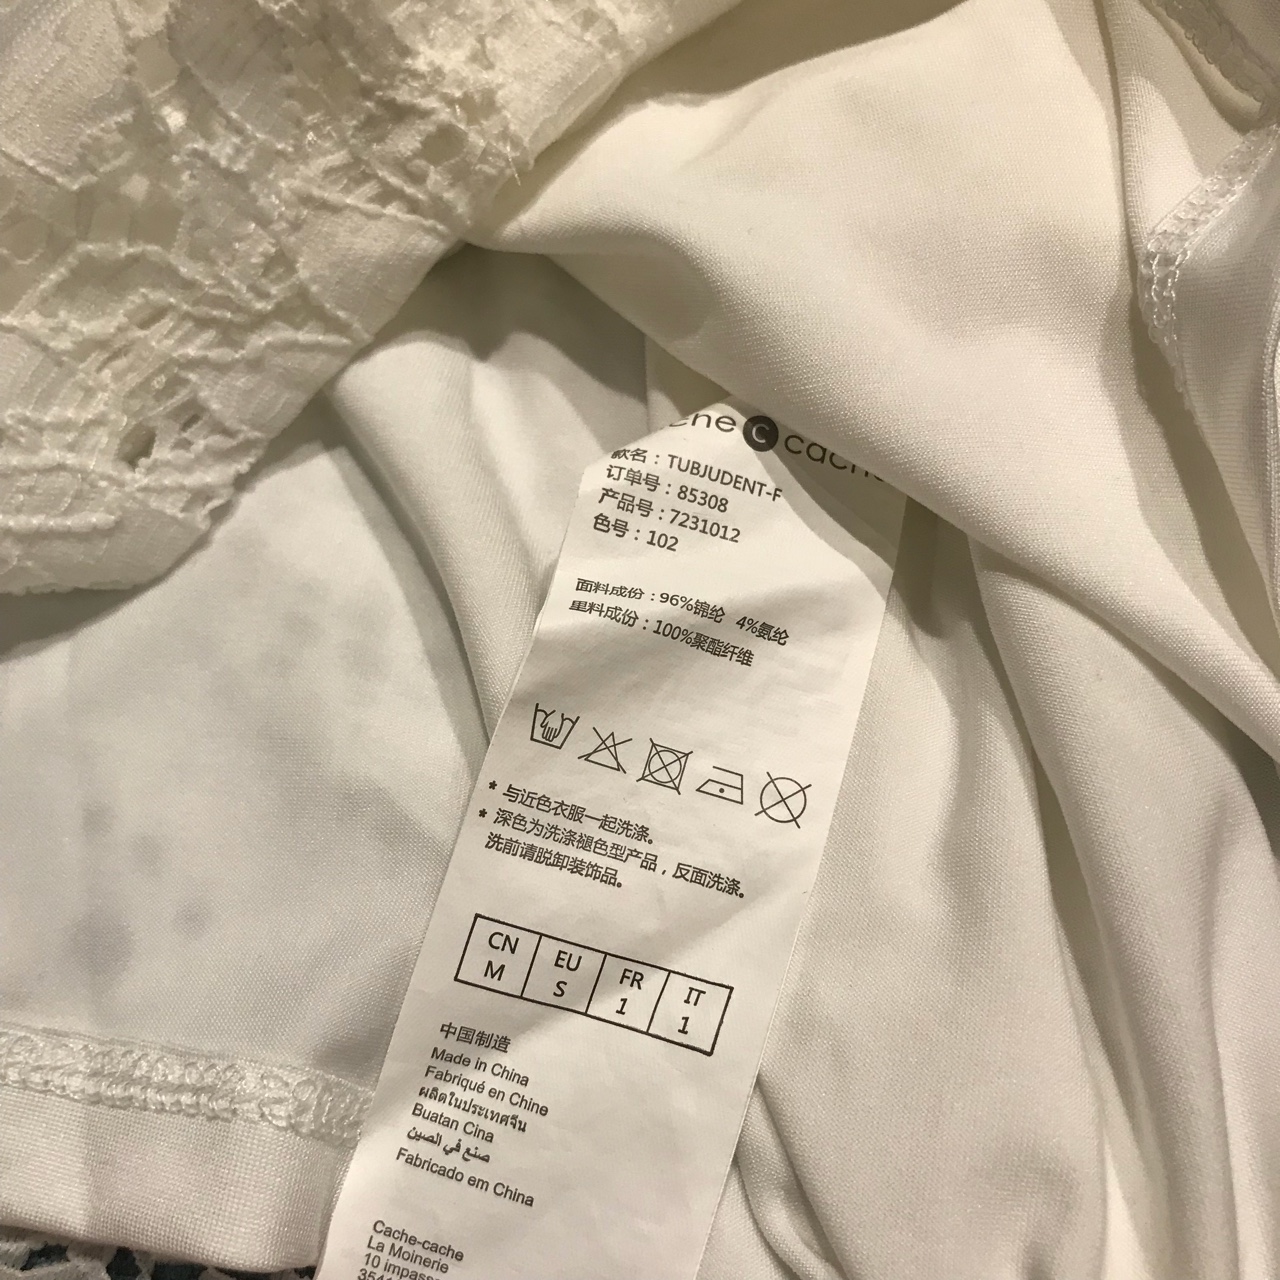 cache
款名：TUBJUDENT-F
订单号：85308
产品号：7231012
色号：102
面料成份：96%锦纶 4%氨纶
里料成份：100%聚酯纤维
* 与近色衣服一起洗涤。
* 深色为洗涤褪色型产品，反面洗涤。
洗前请脱卸装饰品。
CN EU FR IT
M S 1 1
中国制造
Made in China
Fabriqué en Chine
ผลิตในประเทศจีน
Buatan Cina
صنع في الصين
Fabricado em China
Cache-cache
La Moinerie
10